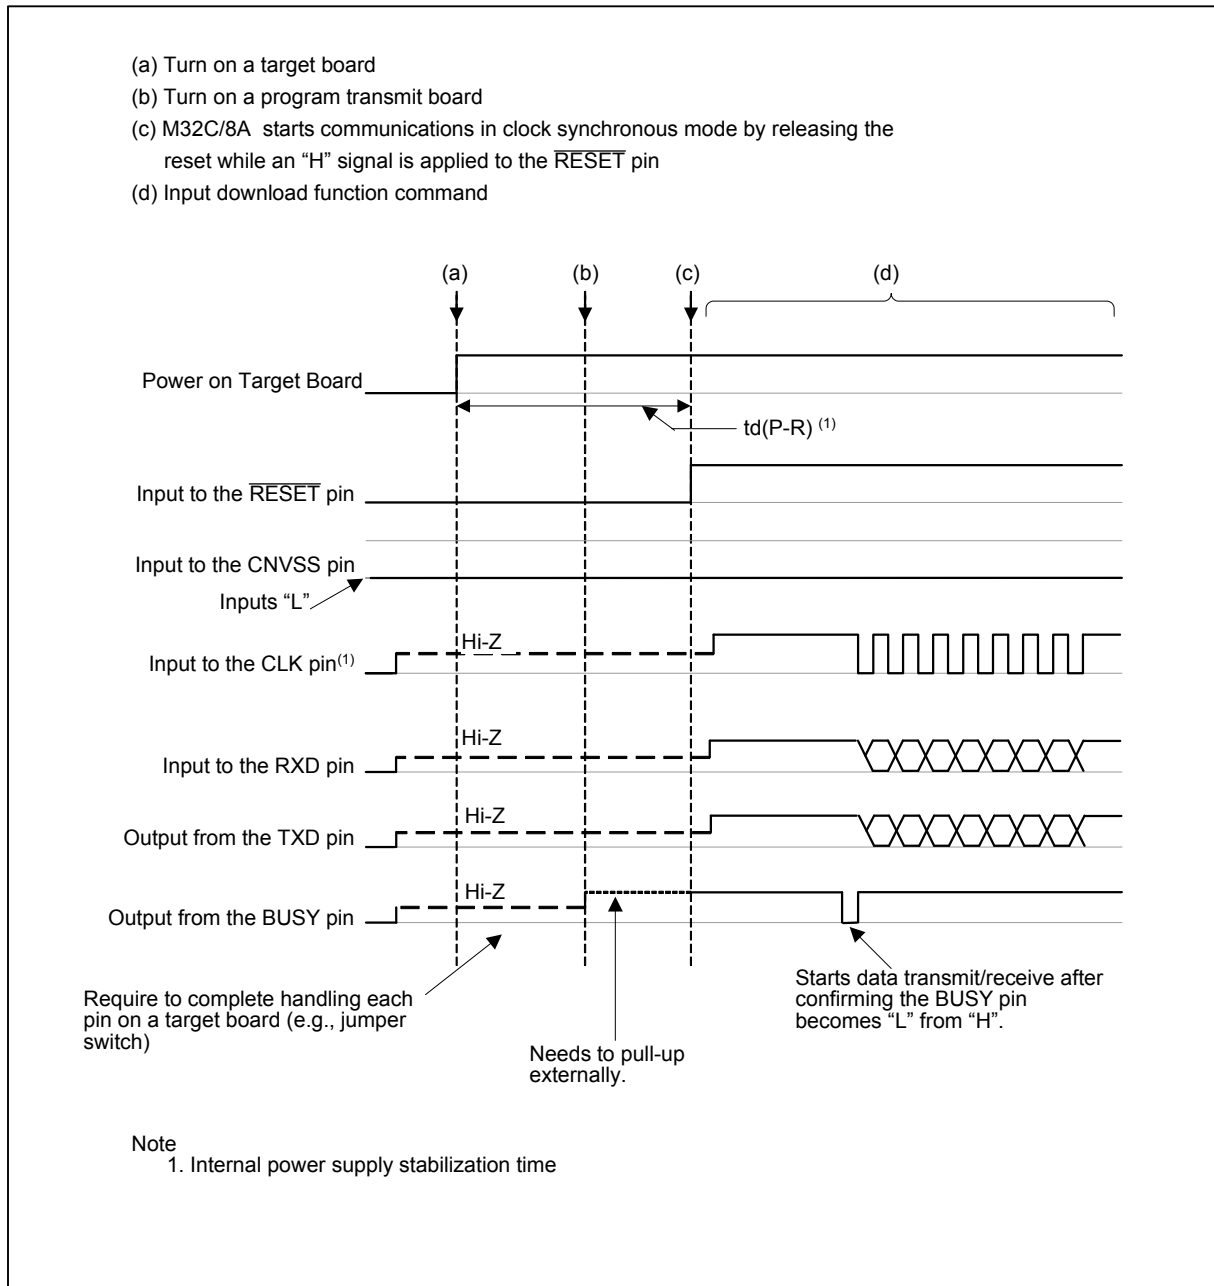 (a) Turn on a target board
(b) Turn on a program transmit board
(c) M32C/8A starts communications in clock synchronous mode by releasing the
reset while an “H” signal is applied to the RESET pin
(d) Input download function command
(a) (b) (c) (d)
Power on Target Board
td(P-R) (1)
Input to the RESET pin
Input to the CNVSS pin
Inputs “L”
Hi-Z
Input to the CLK pin(1)
Hi-Z
Input to the RXD pin
Hi-Z
Output from the TXD pin
Hi-Z
Output from the BUSY pin
Require to complete handling each
pin on a target board (e.g., jumper
switch)
Needs to pull-up
externally.
Starts data transmit/receive after
confirming the BUSY pin
becomes “L” from “H”.
Note
1. Internal power supply stabilization time